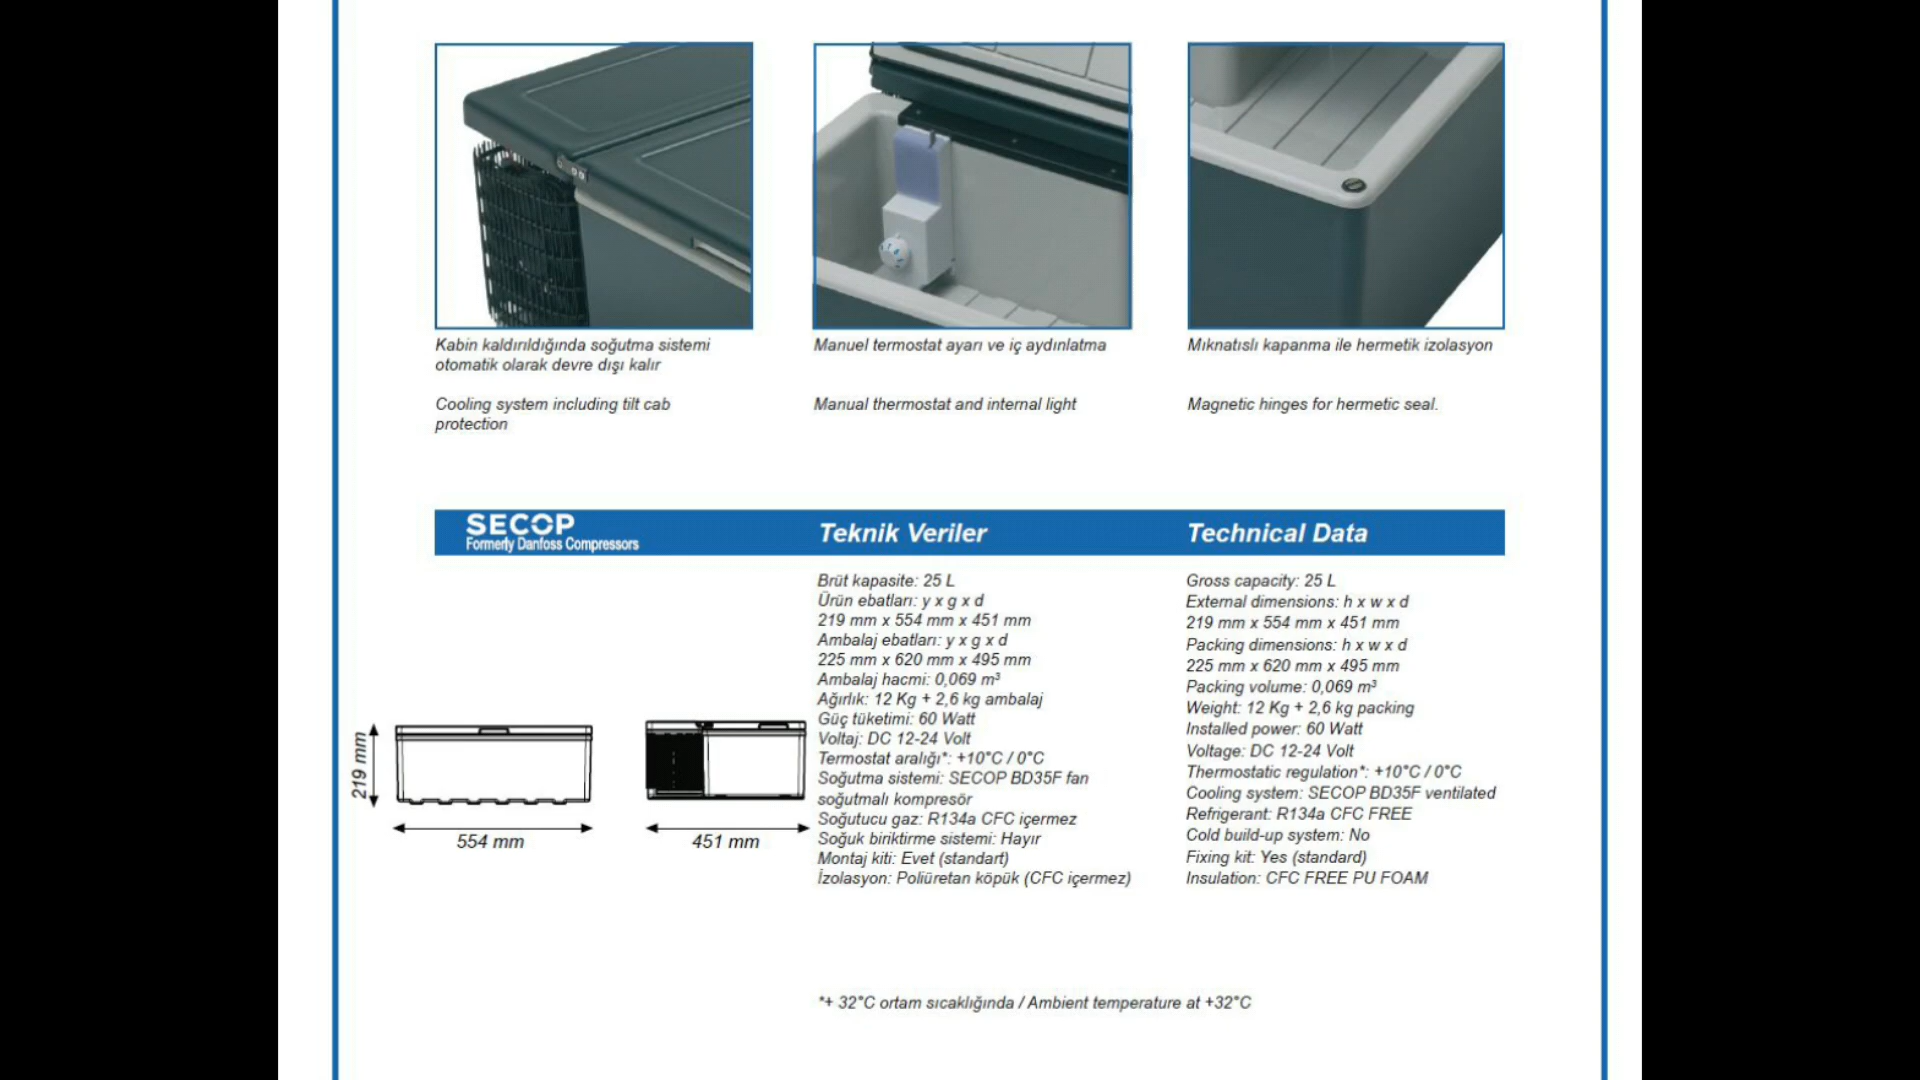 Kabin kaldırıldığında soğutma sistemi
otomatik olarak devre dışı kalır
Cooling system including tilt cab
protection
Manuel termostat ayarı ve iç aydınlatma
Manual thermostat and internal light
Mıknatıslı kapanma ile hermetik izolasyon
Magnetic hinges for hermetic seal.
SECOP
Formerly Danfoss Compressors
Teknik Veriler
Technical Data
219 mm
554 mm
451 mm
Brüt kapasite: 25 L
Ürün ebatları: y x g x d
219 mm x 554 mm x 451 mm
Ambalaj ebatları: y x g x d
225 mm x 620 mm x 495 mm
Ambalaj hacmi: 0,069 m³
Ağırlık: 12 Kg + 2,6 kg ambalaj
Güç tüketimi: 60 Watt
Voltaj: DC 12-24 Volt
Termostat aralığı*: +10°C / 0°C
Soğutma sistemi: SECOP BD35F fan
soğutmalı kompresör
Soğutucu gaz: R134a CFC içermez
Soğuk biriktirme sistemi: Hayır
Montaj kiti: Evet (standart)
İzolasyon: Poliüretan köpük (CFC içermez)
Gross capacity: 25 L
External dimensions: h x w x d
219 mm x 554 mm x 451 mm
Packing dimensions: h x w x d
225 mm x 620 mm x 495 mm
Packing volume: 0,069 m³
Weight: 12 Kg + 2,6 kg packing
Installed power: 60 Watt
Voltage: DC 12-24 Volt
Thermostatic regulation*: +10°C / 0°C
Cooling system: SECOP BD35F ventilated
Refrigerant: R134a CFC FREE
Cold build-up system: No
Fixing kit: Yes (standard)
Insulation: CFC FREE PU FOAM
*+ 32°C ortam sıcaklığında / Ambient temperature at +32°C